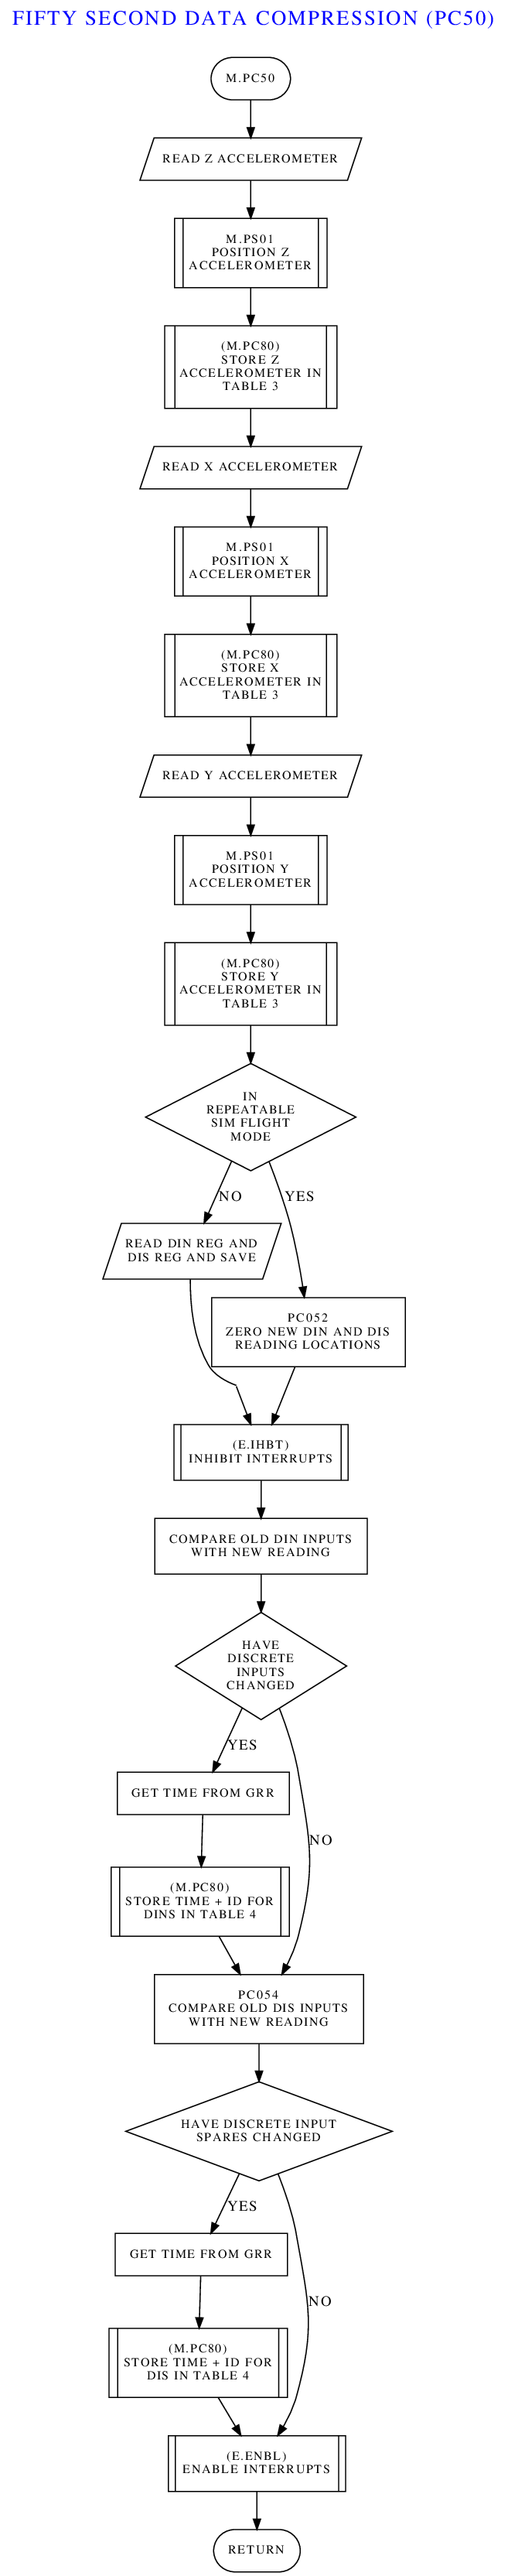 FIFTY SECOND DATA COMPRESSION (PC50)
M.PC50
READ Z ACCELEROMETER
M.PS01
POSITION Z
ACCELEROMETER
(M.PC80)
STORE Z
ACCELEROMETER IN
TABLE 3
READ X ACCELEROMETER
M.PS01
POSITION X
ACCELEROMETER
(M.PC80)
STORE X
ACCELEROMETER IN
TABLE 3
READ Y ACCELEROMETER
M.PS01
POSITION Y
ACCELEROMETER
(M.PC80)
STORE Y
ACCELEROMETER IN
TABLE 3
IN
REPEATABLE
SIM FLIGHT
MODE
NO
YES
READ DIN REG AND
DIS REG AND SAVE
PC052
ZERO NEW DIN AND DIS
READING LOCATIONS
(E.IHBT)
INHIBIT INTERRUPTS
COMPARE OLD DIN INPUTS
WITH NEW READING
HAVE
DISCRETE
INPUTS
CHANGED
YES
GET TIME FROM GRR
NO
(M.PC80)
STORE TIME + ID FOR
DINS IN TABLE 4
PC054
COMPARE OLD DIS INPUTS
WITH NEW READING
HAVE DISCRETE INPUT
SPARES CHANGED
YES
GET TIME FROM GRR
NO
(M.PC80)
STORE TIME + ID FOR
DIS IN TABLE 4
(E.ENBL)
ENABLE INTERRUPTS
RETURN